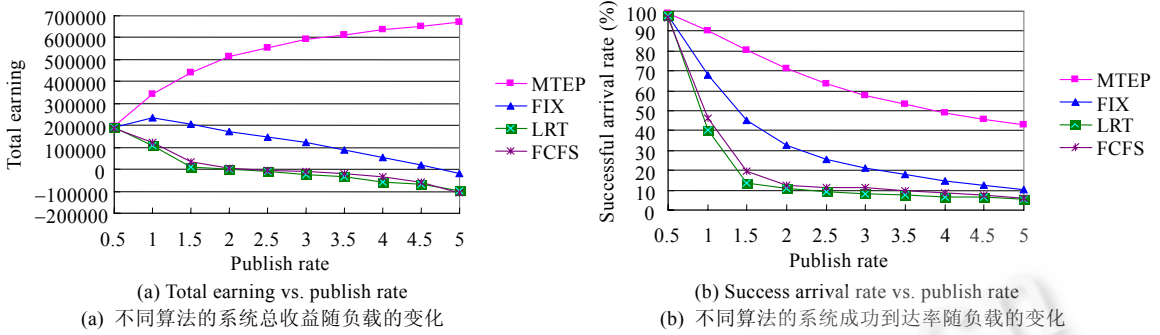 Total earning
700000
600000
500000
400000
300000
200000
100000
0
−100000
−200000
0.5 1 1.5 2 2.5 3 3.5 4 4.5 5
Publish rate
MTEP
FIX
LRT
FCFS
(a) Total earning vs. publish rate
(a) 不同算法的系统总收益随负载的变化
Successful arrival rate (%)
100
90
80
70
60
50
40
30
20
10
0
0.5 1 1.5 2 2.5 3 3.5 4 4.5 5
Publish rate
MTEP
FIX
LRT
FCFS
(b) Success arrival rate vs. publish rate
(b) 不同算法的系统成功到达率随负载的变化